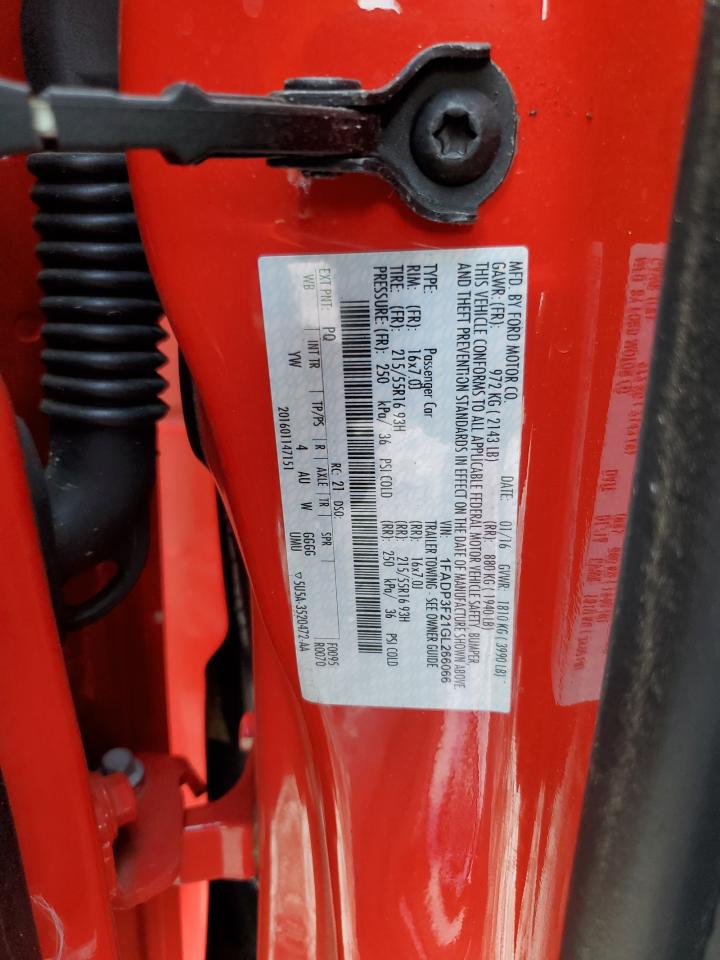 MFD. BY FORD MOTOR CO.
DATE: 01/16 GVWR: 1810 KG ( 3990 LB)
GAWR: (FR): 972 KG ( 2143 LB) (RR): 880 KG ( 1940 LB)
THIS VEHICLE CONFORMS TO ALL APPLICABLE FEDERAL MOTOR VEHICLE SAFETY, BUMPER
AND THEFT PREVENTION STANDARDS IN EFFECT ON THE DATE OF MANUFACTURE SHOWN ABOVE
VIN: 1FADP3F21GL266066
TYPE: Passenger Car TRAILER TOWING - SEE OWNER GUIDE
RIM: (FR): 16x7.0J (RR): 16x7.0J
TIRE: (FR): 215/55R16 93H (RR): 215/55R16 93H
PRESSURE: (FR): 250 kPa/ 36 PSI COLD (RR): 250 kPa/ 36 PSI COLD
RC: 21 DSO: F0095
EXT PNT: PQ INT TR TP/PS R AXLE TR SPR R0070
WB YW 4 AU W GGGG
UMU
201601147151 5U5A-3520472-AA